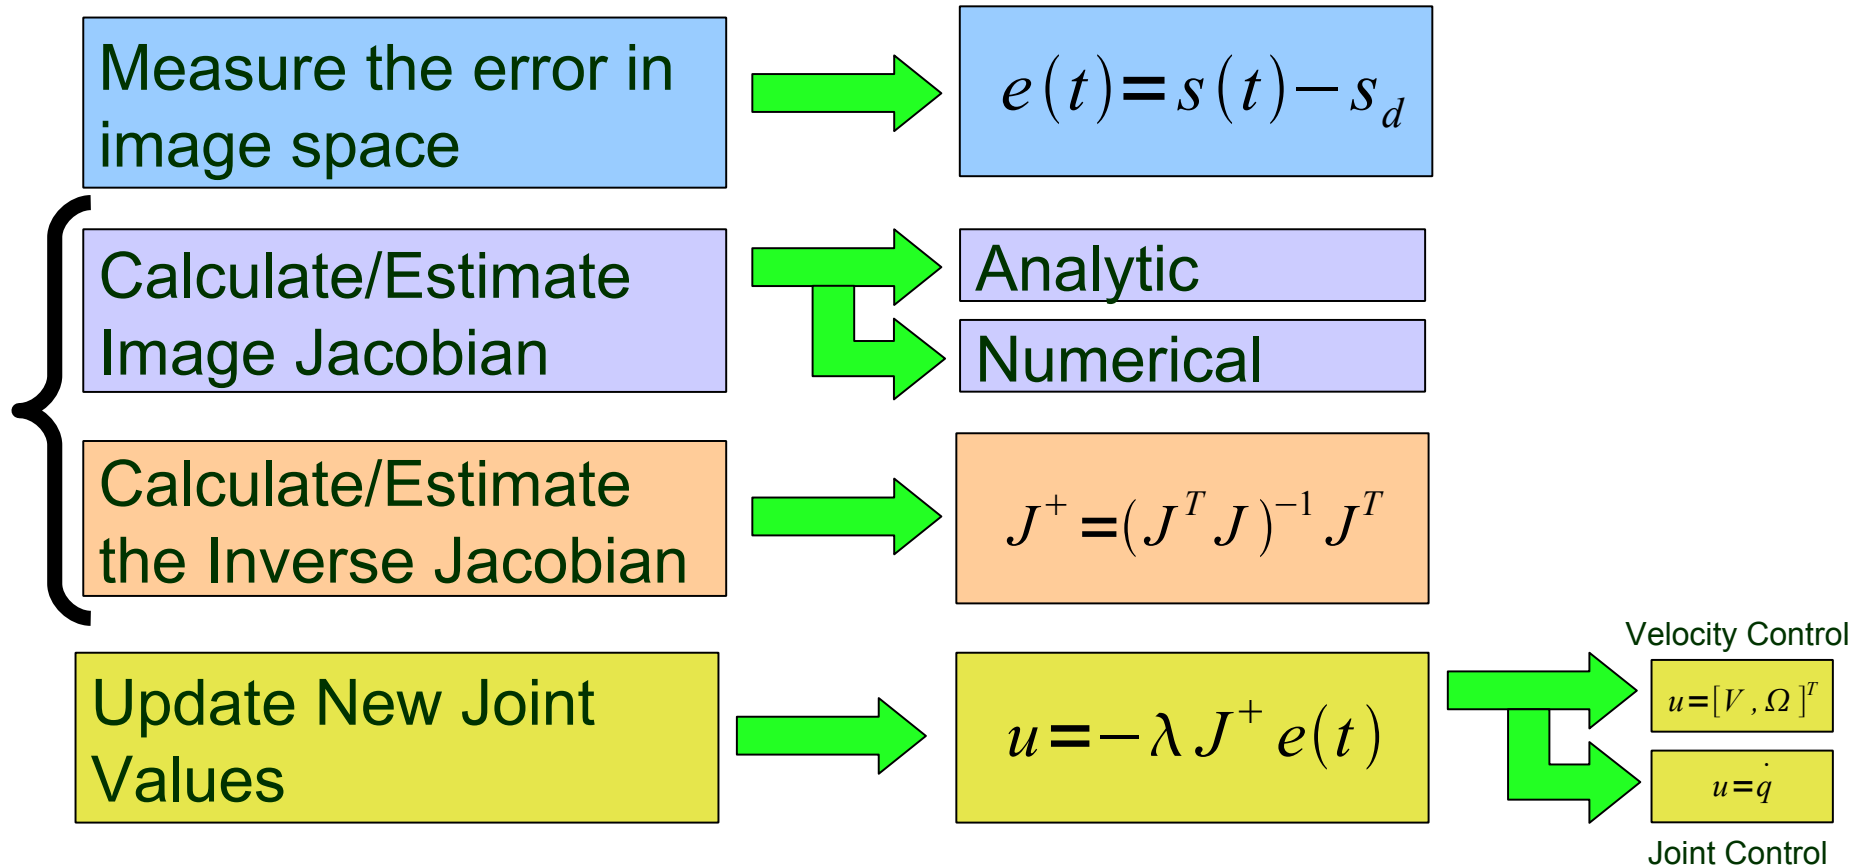 Measure the error in
image space
e(t)=s(t)−s_d
Calculate/Estimate
Image Jacobian
Analytic
Numerical
Calculate/Estimate
the Inverse Jacobian
J^+=(J^T J)^{−1} J^T
Update New Joint
Values
u=−λ J^+ e(t)
Velocity Control
u=[V, Ω]^T
u=q̇
Joint Control